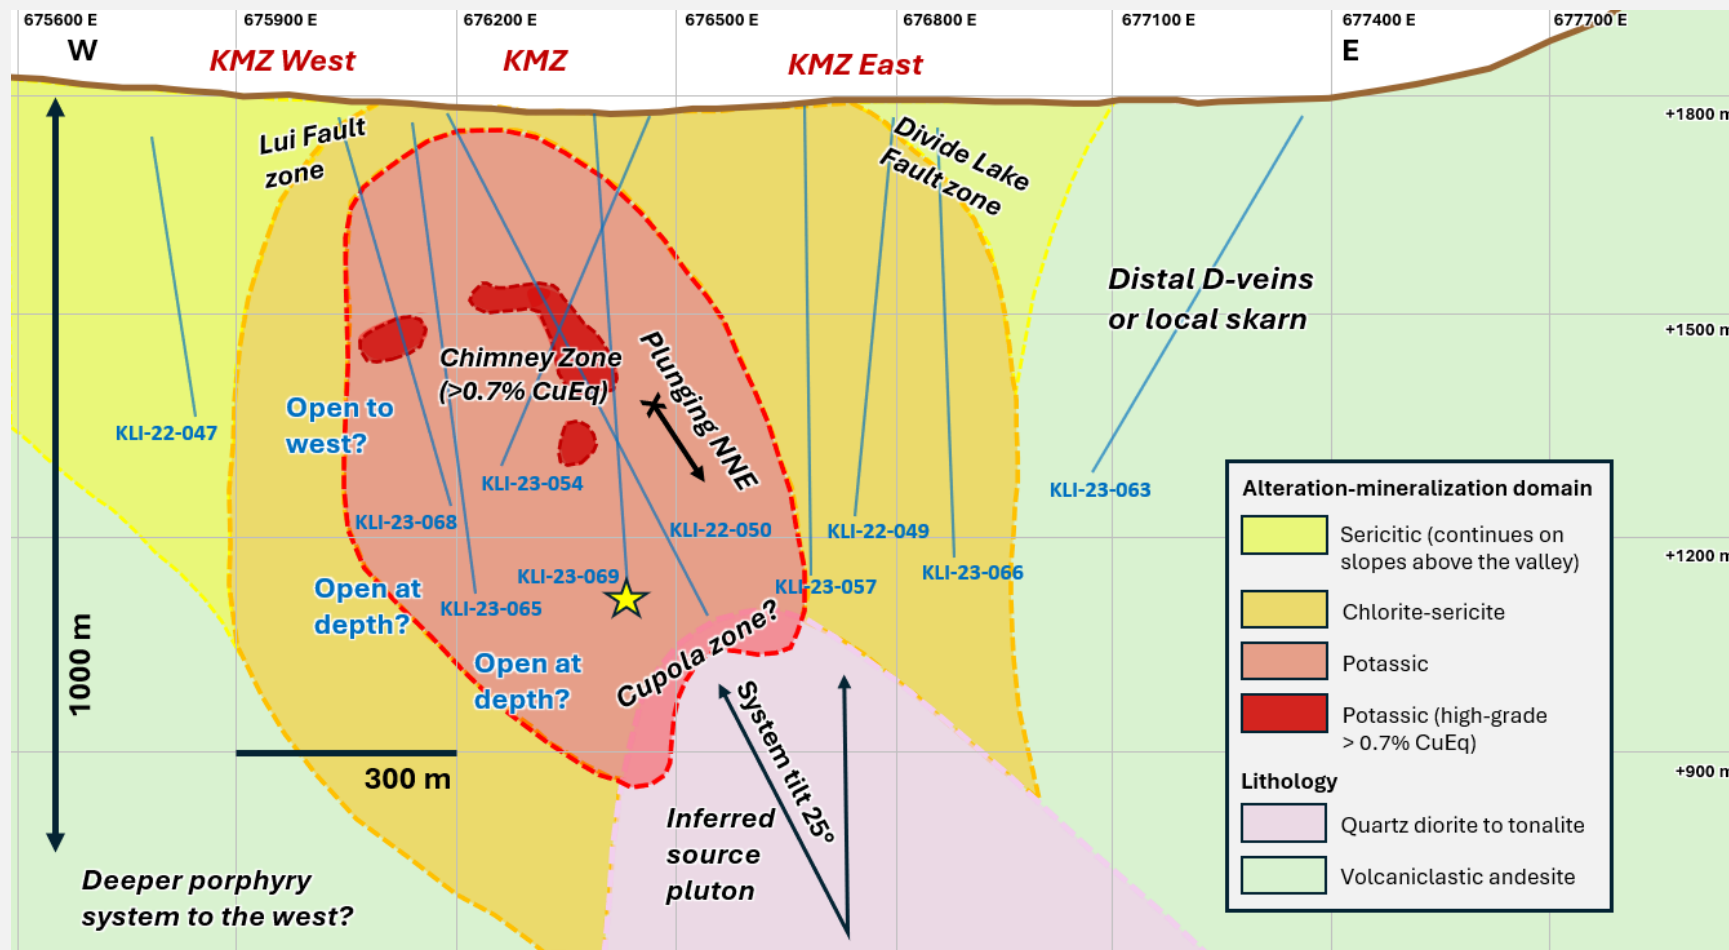 675600 E
675900 E
676200 E
676500 E
676800 E
677100 E
677400 E
677700 E
W
E
KMZ West
KMZ
KMZ East
Lui Fault
zone
Divide Lake
Fault zone
+1800 m
Distal D-veins
or local skarn
+1500 m
Chimney Zone
(>0.7% CuEq)
Plunging NNE
Open to
west?
KLI-22-047
KLI-23-054
KLI-23-063
KLI-23-068
KLI-22-050
KLI-22-049
+1200 m
KLI-23-069
KLI-23-057
KLI-23-066
Open at
depth?
KLI-23-065
Cupola zone?
1000 m
Open at
depth?
System tilt 25°
300 m
+900 m
Inferred
source
pluton
Deeper porphyry
system to the west?
Alteration-mineralization domain
Sericitic (continues on
slopes above the valley)
Chlorite-sericite
Potassic
Potassic (high-grade
> 0.7% CuEq)
Lithology
Quartz diorite to tonalite
Volcaniclastic andesite